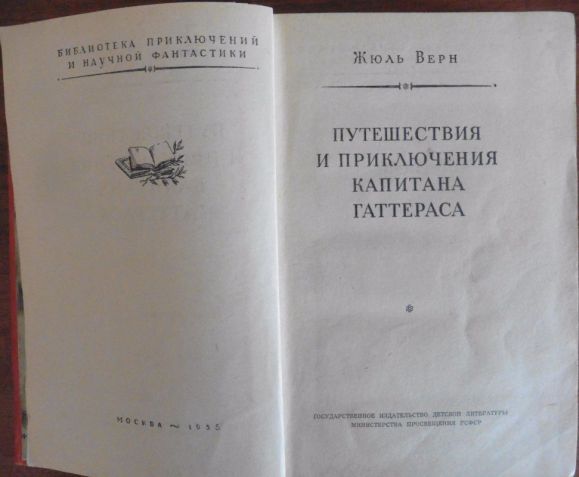 БИБЛИОТЕКА ПРИКЛЮЧЕНИЙ
И НАУЧНОЙ ФАНТАСТИКИ
МОСКВА ~ 1955
ЖЮЛЬ ВЕРН
ПУТЕШЕСТВИЯ
И ПРИКЛЮЧЕНИЯ
КАПИТАНА
ГАТТЕРАСА
ГОСУДАРСТВЕННОЕ ИЗДАТЕЛЬСТВО ДЕТСКОЙ ЛИТЕРАТУРЫ
МИНИСТЕРСТВА ПРОСВЕЩЕНИЯ РСФСР